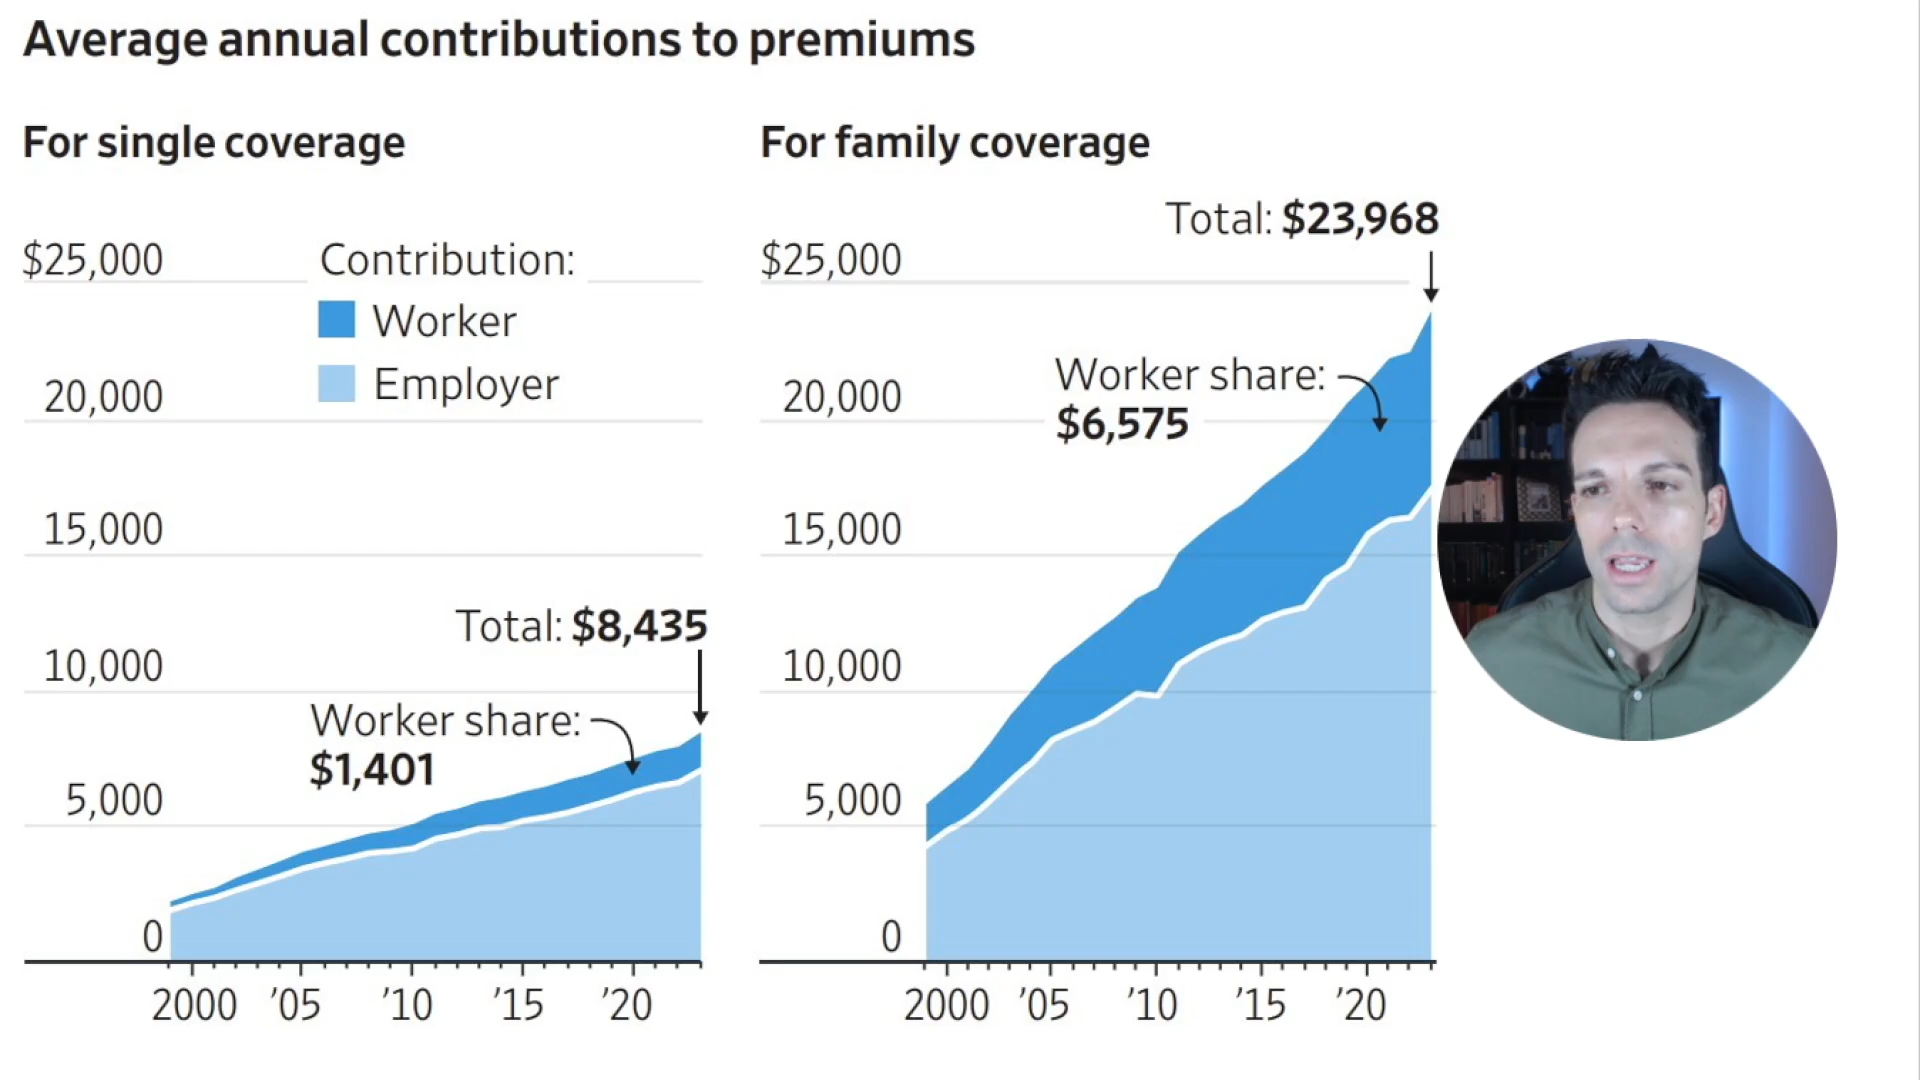 Average annual contributions to premiums
For single coverage
$25,000
Contribution:
Worker
Employer
20,000
15,000
Total: $8,435
10,000
Worker share:
$1,401
5,000
0
2000 ’05 ’10 ’15 ’20
For family coverage
Total: $23,968
$25,000
Worker share:
$6,575
20,000
15,000
10,000
5,000
0
2000 ’05 ’10 ’15 ’20